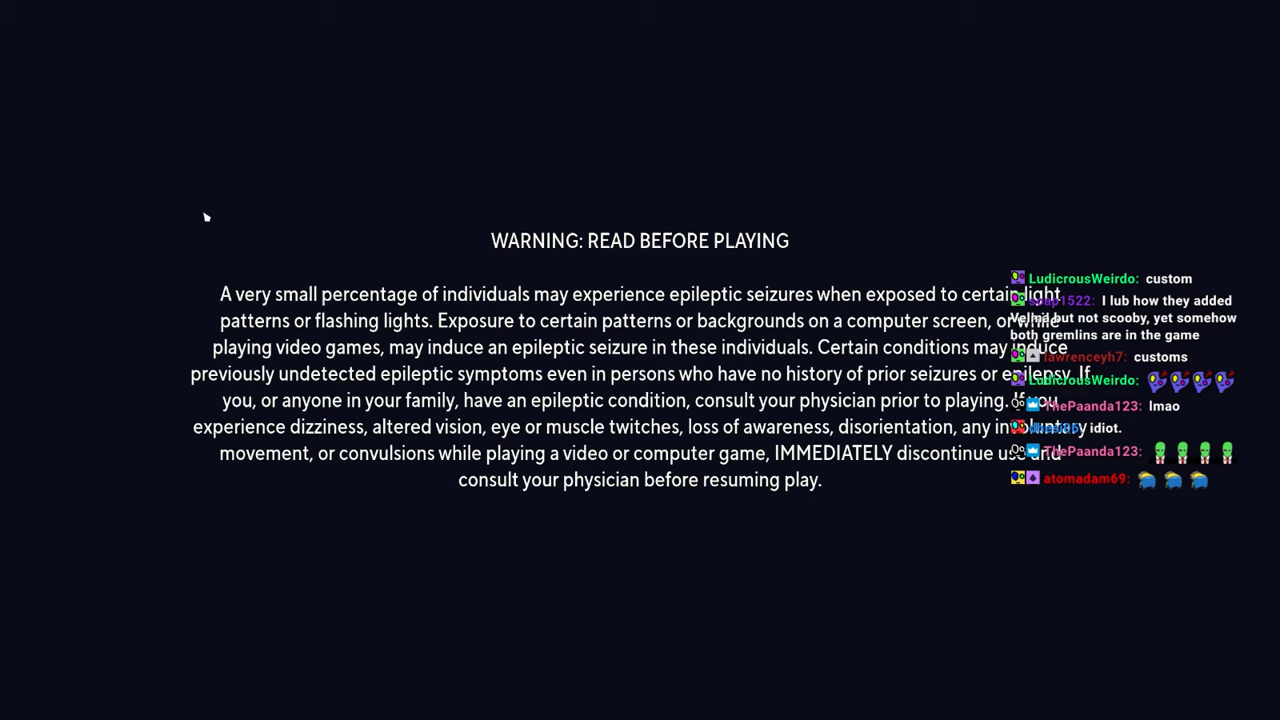 WARNING: READ BEFORE PLAYING
A very small percentage of individuals may experience epileptic seizures when exposed to certain light
patterns or flashing lights. Exposure to certain patterns or backgrounds on a computer screen, or while
playing video games, may induce an epileptic seizure in these individuals. Certain conditions may induce
previously undetected epileptic symptoms even in persons who have no history of prior seizures or epilepsy. If
you, or anyone in your family, have an epileptic condition, consult your physician prior to playing. If you
experience dizziness, altered vision, eye or muscle twitches, loss of awareness, disorientation, any involuntary
movement, or convulsions while playing a video or computer game, IMMEDIATELY discontinue use and
consult your physician before resuming play.
LudicrousWeirdo: custom
soap1522: I lub how they added
Velma but not scooby, yet somehow
both gremlins are in the game
lawrenceyh7: customs
LudicrousWeirdo:
ThePaanda123: lmao
idiot.
ThePaanda123:
atomadam69: